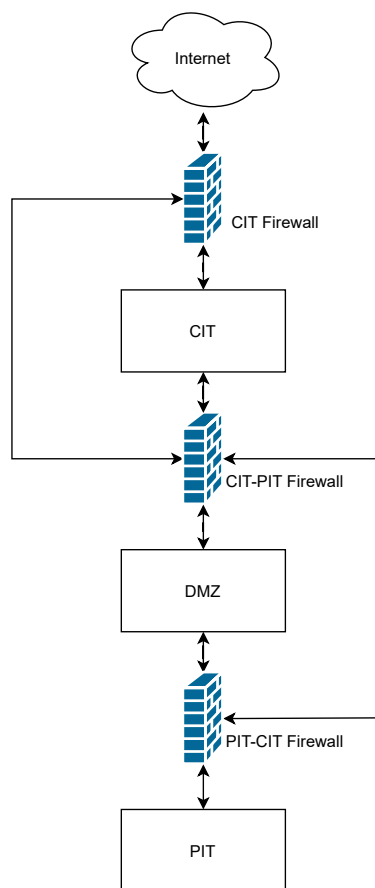 Internet
CIT Firewall
CIT
CIT-PIT Firewall
DMZ
PIT-CIT Firewall
PIT